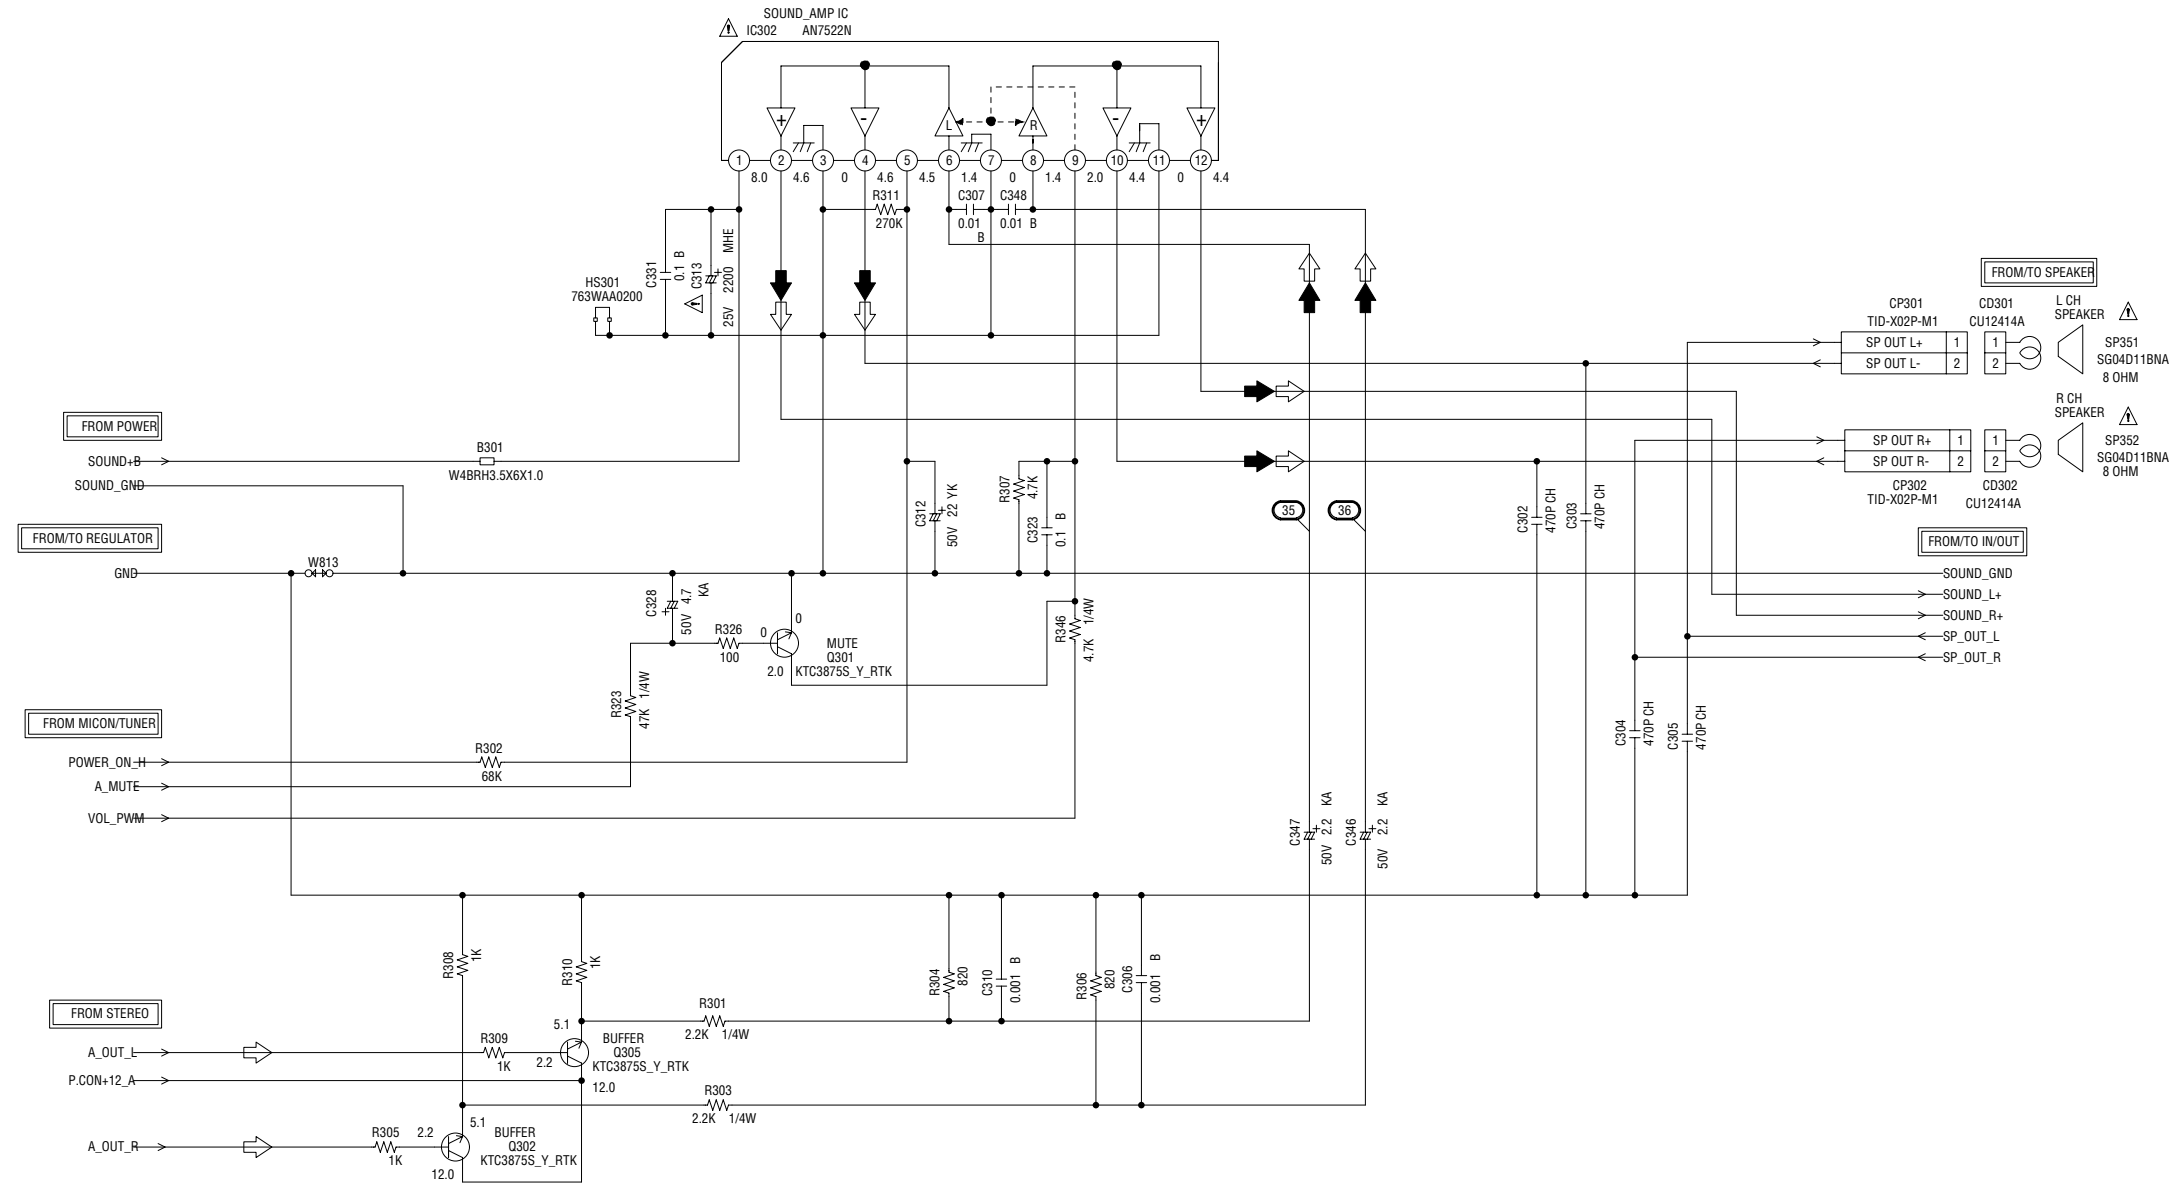 SOUND_AMP IC
IC302 AN7522N
+ - L R - +
1 2 3 4 5 6 7 8 9 10 11 12
8.0 4.6 0 4.6 4.5 1.4 0 1.4 2.0 4.4 0 4.4
R311
270K
C307
0.01
B
C348
0.01 B
C331
0.1 B
C313
25V 2200 MHE
HS301
763WAA0200
FROM/TO SPEAKER
CP301
TID-X02P-M1
CD301
CU12414A
L CH
SPEAKER
SP OUT L+ 1 1
SP OUT L- 2 2
SP351
SG04D11BNA
8 OHM
R CH
SPEAKER
SP OUT R+ 1 1
SP OUT R- 2 2
SP352
SG04D11BNA
8 OHM
CP302
TID-X02P-M1
CD302
CU12414A
FROM POWER
SOUND+B
B301
W4BRH3.5X6X1.0
SOUND_GND
C312
50V 22 YK
R307
4.7K
C323
0.1 B
35
36
C302
470P CH
C303
470P CH
FROM/TO REGULATOR
GND
W813
FROM/TO IN/OUT
SOUND_GND
SOUND_L+
SOUND_R+
SP_OUT_L
SP_OUT_R
C328
50V 4.7 KA
R326
100
0
0
2.0
MUTE
Q301
KTC3875S_Y_RTK
R346
4.7K 1/4W
R323
47K 1/4W
C304
470P CH
C305
470P CH
FROM MICON/TUNER
POWER_ON_H
R302
68K
A_MUTE
VOL_PWM
C347
50V 2.2 KA
C346
50V 2.2 KA
R308
1K
R310
1K
R304
820
C310
0.001 B
R306
820
C306
0.001 B
FROM STEREO
R301
2.2K 1/4W
5.1
BUFFER
Q305
KTC3875S_Y_RTK
A_OUT_L
R309
1K
2.2
P.CON+12_A
12.0
R303
2.2K 1/4W
5.1
BUFFER
Q302
KTC3875S_Y_RTK
A_OUT_R
R305
1K
2.2
12.0